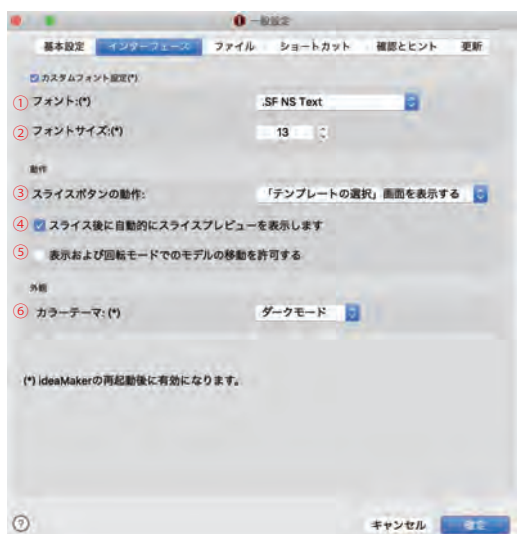 一般設定
基本設定 インターフェース ファイル ショートカット 確認とヒント 更新
カスタムフォント設定(*)
① フォント:(*) .SF NS Text
② フォントサイズ:(*) 13
動作
③ スライスボタンの動作: 「テンプレートの選択」画面を表示する
④ スライス後に自動的にスライスプレビューを表示します
⑤ 表示および回転モードでのモデルの移動を許可する
外観
⑥ カラーテーマ: (*) ダークモード
(*) ideaMakerの再起動後に有効になります。
? キャンセル 確定